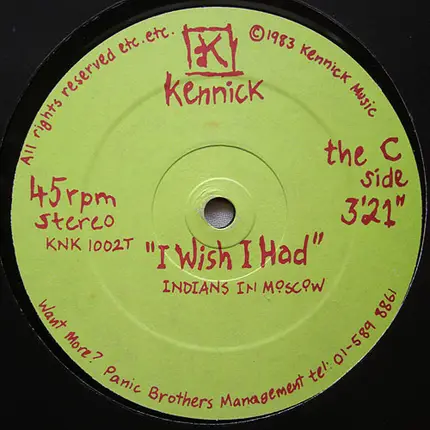 All rights reserved etc. etc.
K
Kennick
©1983 Kennick Music
the C
side
3'21"
45rpm
stereo
KNK 1002T
"I Wish I Had"
INDIANS IN MOSCOW
Want More? Panic Brothers Management tel: 01-589 8861